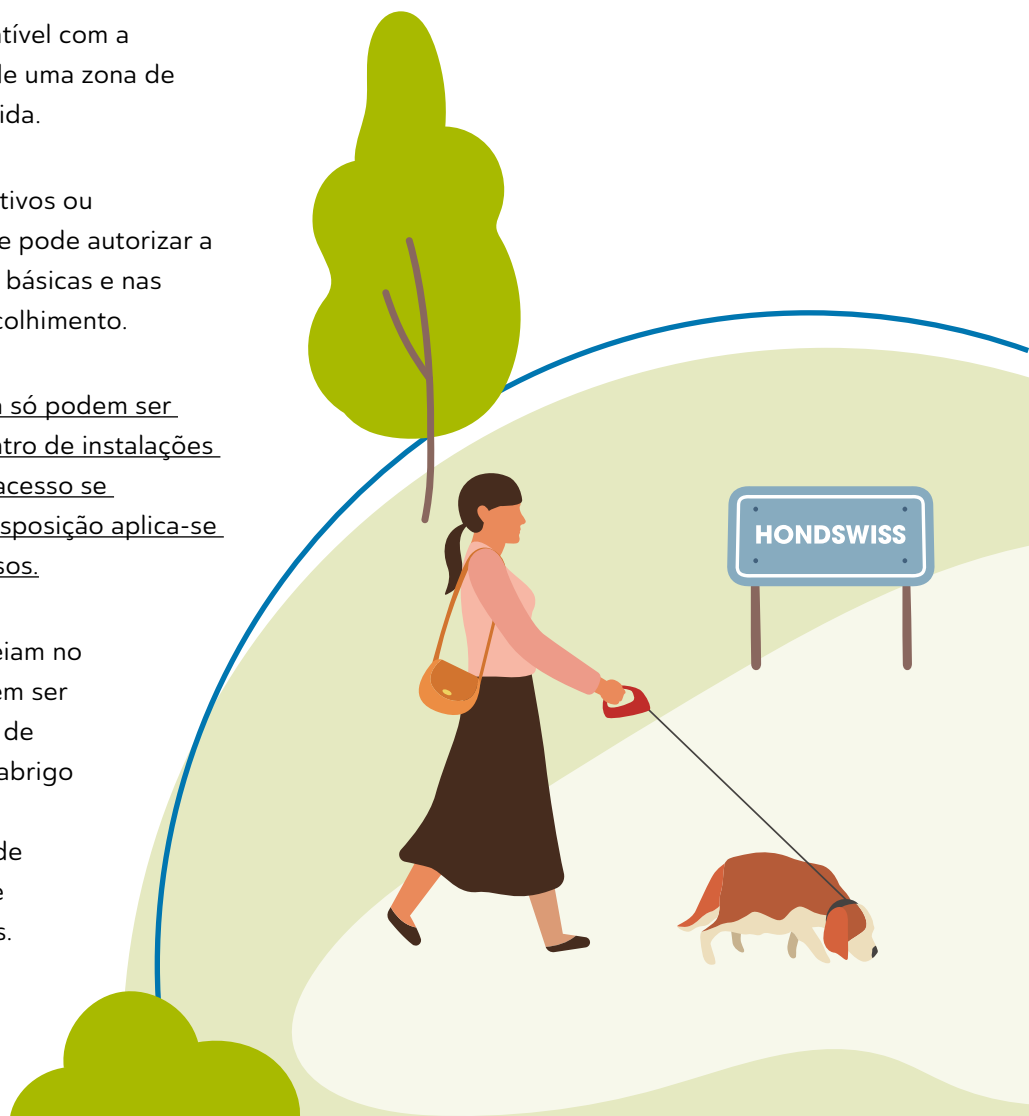 tível com a
le uma zona de
ida.
tivos ou
e pode autorizar a
básicas e nas
colhimento.
só podem ser
tro de instalações
acesso se
sposição aplica-se
sos.
eiam no
em ser
de
abrigo
de
e
s.
HONDSWISS